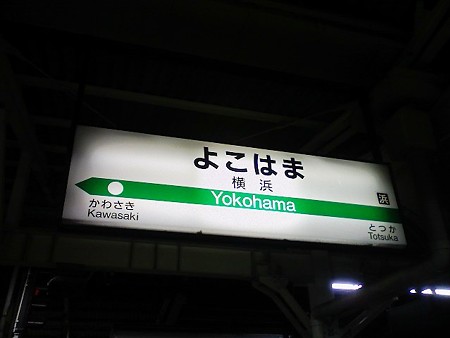 よこはま
横浜
Yokohama
浜
かわさき
Kawasaki
とつか
Totsuka